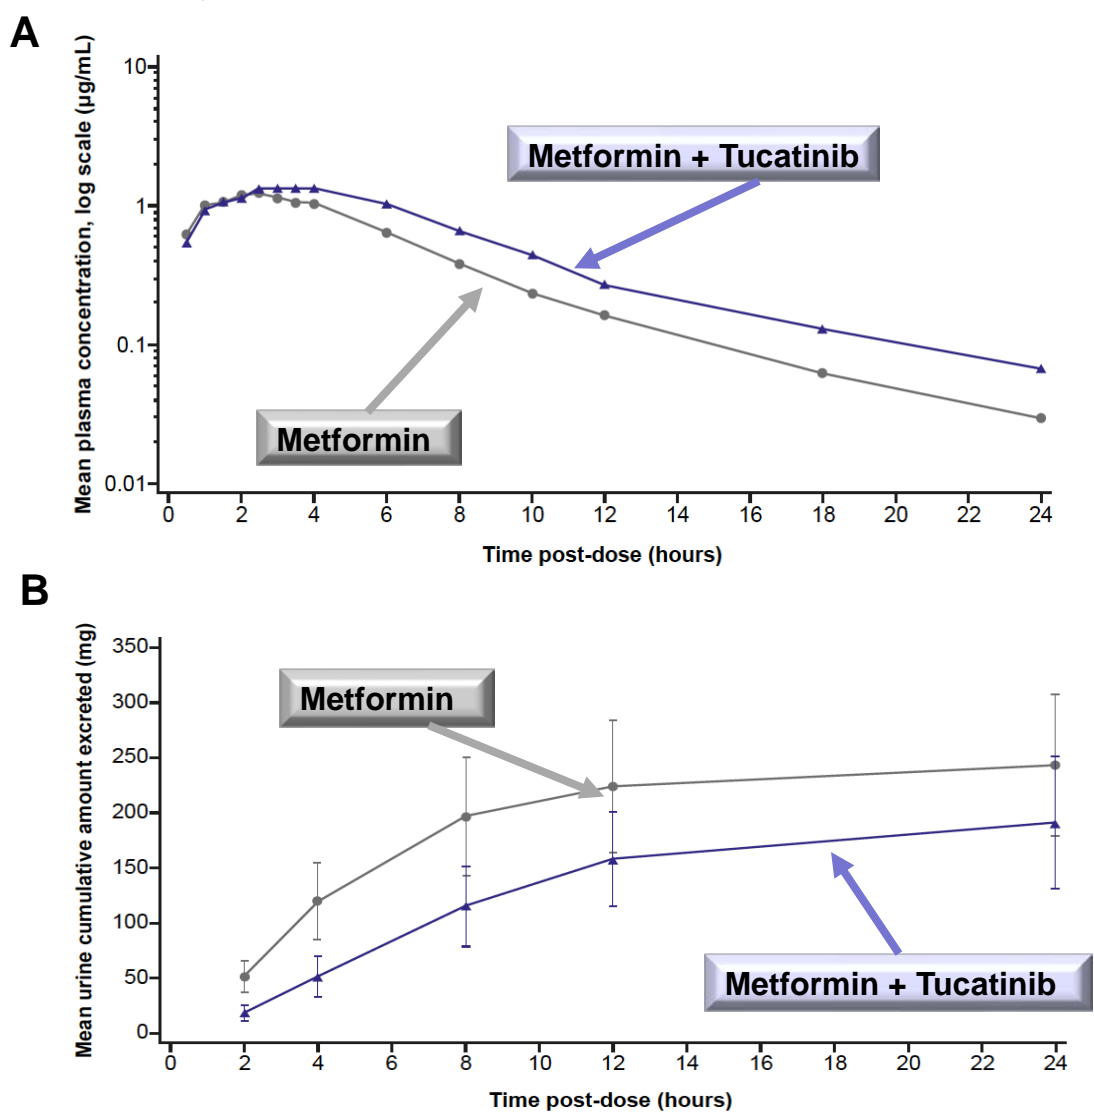 A
Mean plasma concentration, log scale (µg/mL)
10
1
0.1
0.01
Metformin + Tucatinib
Metformin
0 2 4 6 8 10 12 14 16 18 20 22 24
Time post-dose (hours)
B
Mean urine cumulative amount excreted (mg)
350
300
250
200
150
100
50
0
Metformin
Metformin + Tucatinib
0 2 4 6 8 10 12 14 16 18 20 22 24
Time post-dose (hours)